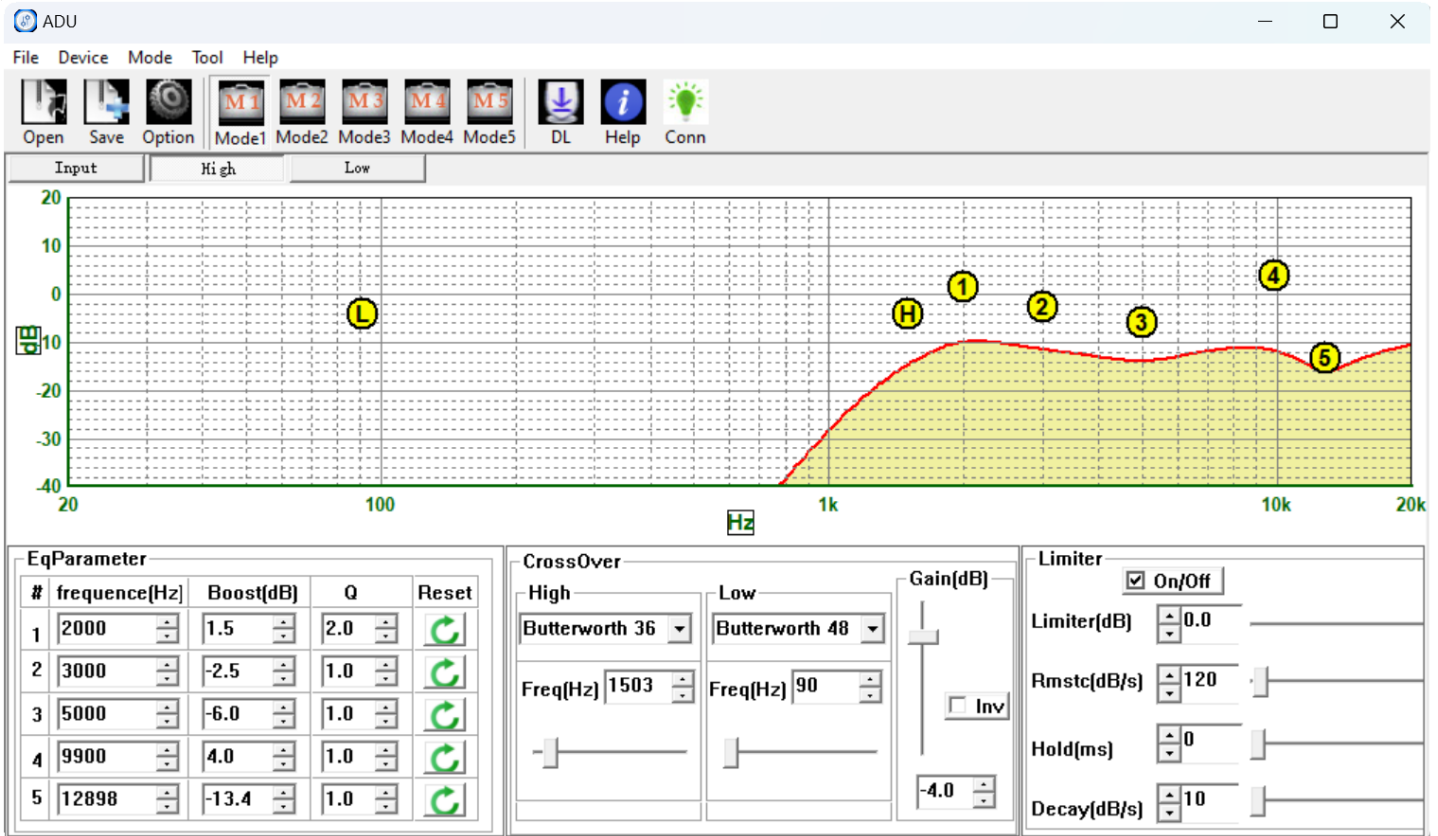 ADU
File Device Mode Tool Help
M 1 M 2 M 3 M 4 M 5 i
Open Save Option Mode1 Mode2 Mode3 Mode4 Mode5 DL Help Conn
Input High Low
20
10
0
dB
10
-20
-30
-40
L H 1 2 3 4 5
20 100 1k 10k 20k
Hz
EqParameter
# frequence(Hz) Boost(dB) Q Reset
1 2000 1.5 2.0
2 3000 -2.5 1.0
3 5000 -6.0 1.0
4 9900 4.0 1.0
5 12898 -13.4 1.0
CrossOver
High
Butterworth 36
Freq(Hz) 1503
Low
Butterworth 48
Freq(Hz) 90
Gain(dB)
Inv
-4.0
Limiter
On/Off
Limiter(dB) 0.0
Rmstc(dB/s) 120
Hold(ms) 0
Decay(dB/s) 10